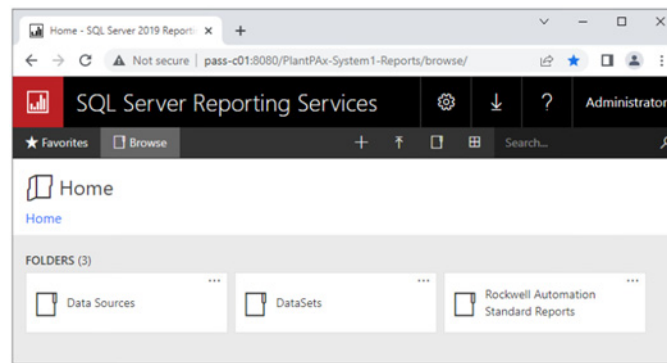 Home - SQL Server 2019 Reporti
Not secure | pass-c01:8080/PlantPAx-System1-Reports/browse/
SQL Server Reporting Services
Administrator
Favorites
Browse
Search...
Home
Home
FOLDERS (3)
Data Sources
DataSets
Rockwell Automation
Standard Reports